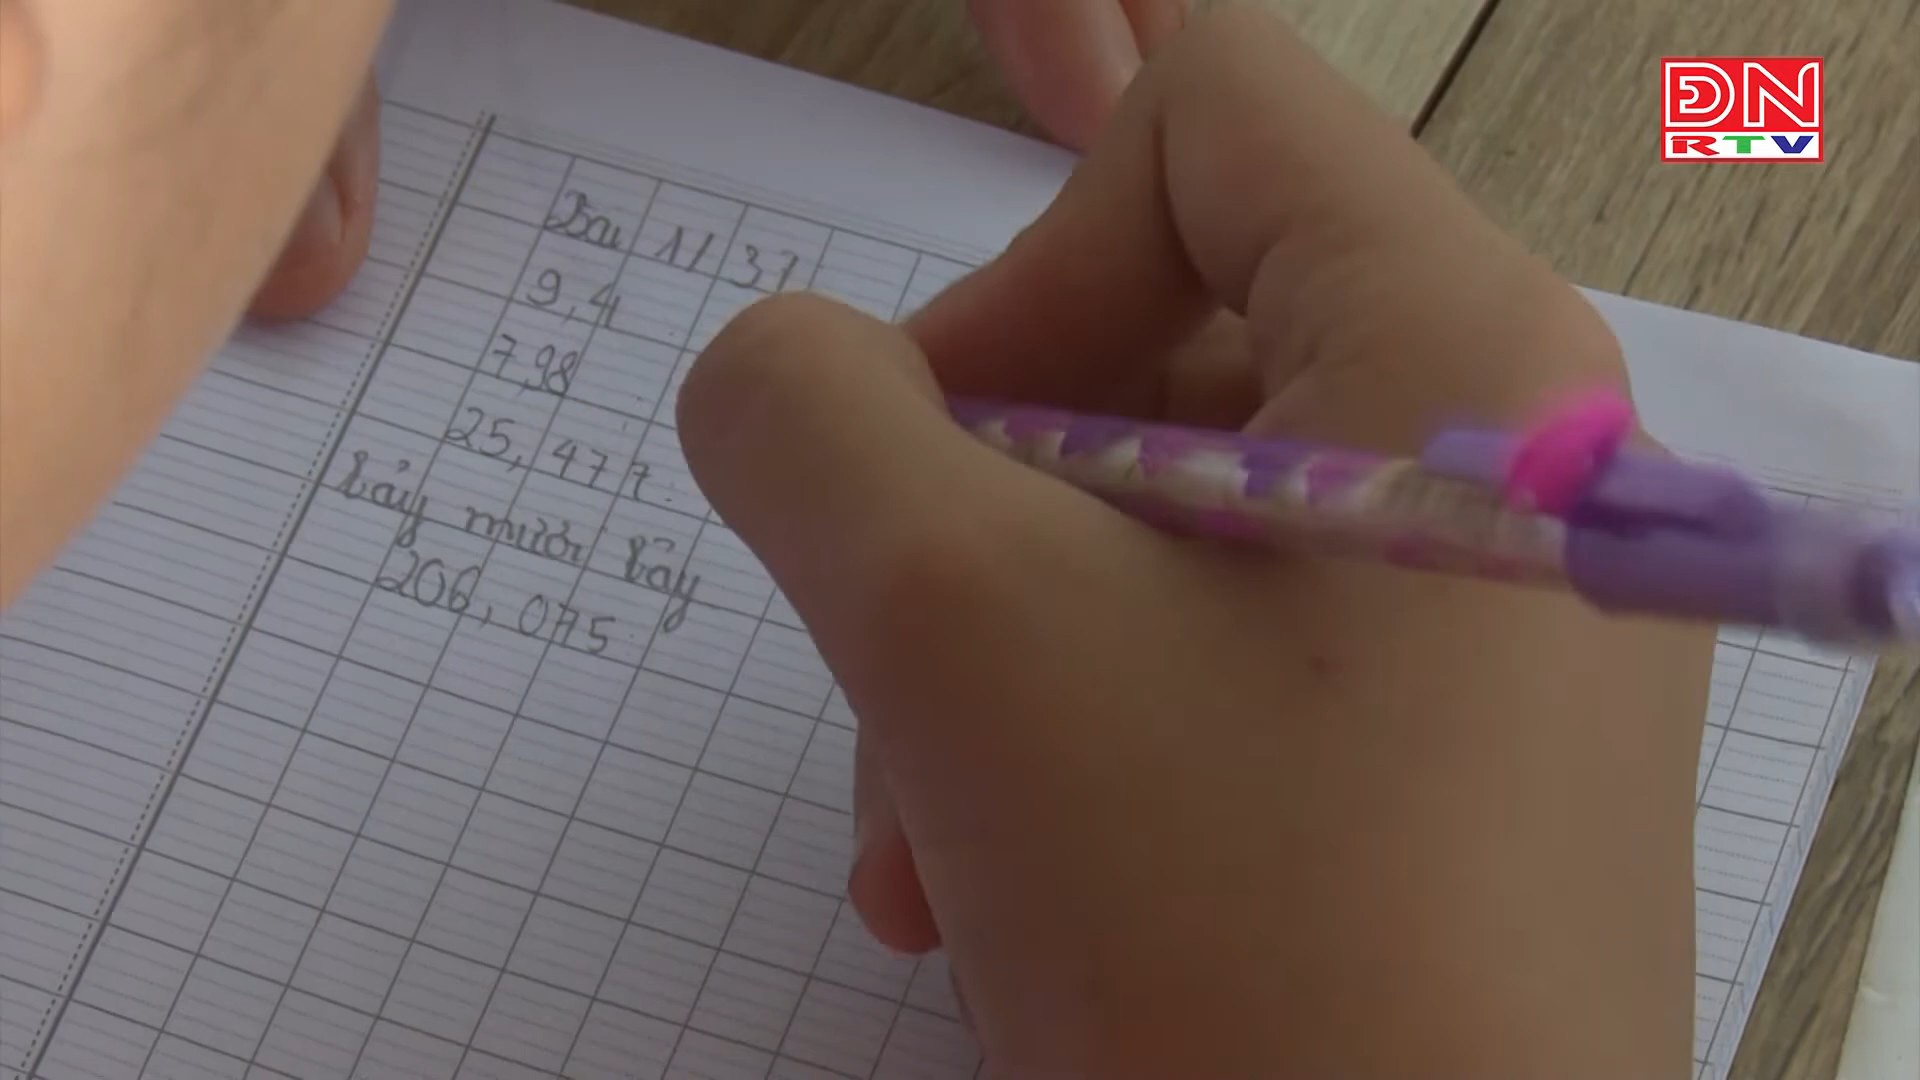 Bài 1/ 37
9,4
7,98
25,477:
bảy mươi bảy
206,075:
ĐN
RTV